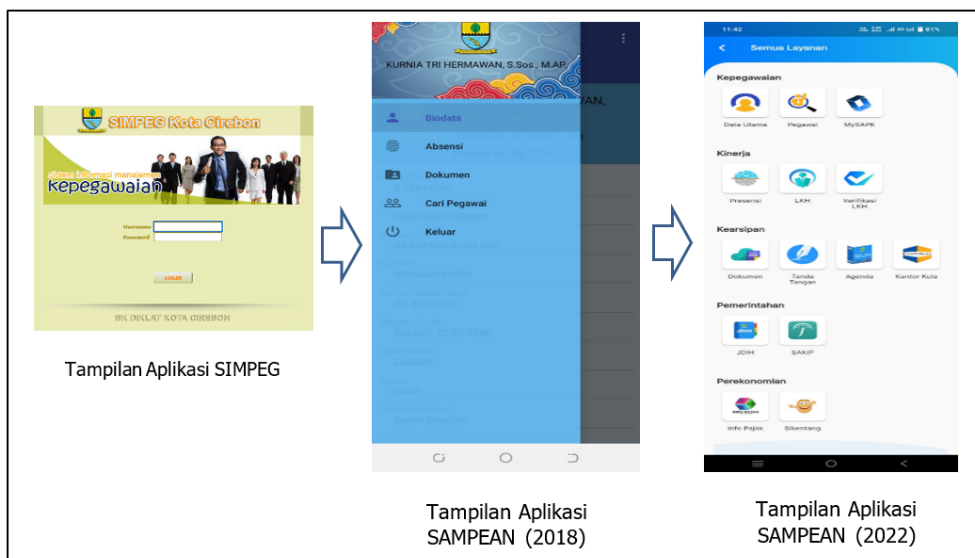 SIMPEG Kota Cirebon
sistem informasi manajemen
kepegawaian
Username
Password
LOGIN
BK DIKLAT KOTA CIREBON
Tampilan Aplikasi SIMPEG
KURNIA TRI HERMAWAN, S.Sos., M.AP
Biodata
Absensi
Dokumen
Cari Pegawai
Keluar
Tampilan Aplikasi
SAMPEAN (2018)
11:42
81%
Semua Layanan
Kepegawaian
Data Utama Pegawai MySAPK
Kinerja
Presensi LKH Verifikasi
LKH
Kearsipan
Dokumen Tanda Agenda Kantor Kuta
Tangan
Pemerintahan
JDIH SAKIP
Perekonomian
Info Pajak Sikentang
Tampilan Aplikasi
SAMPEAN (2022)